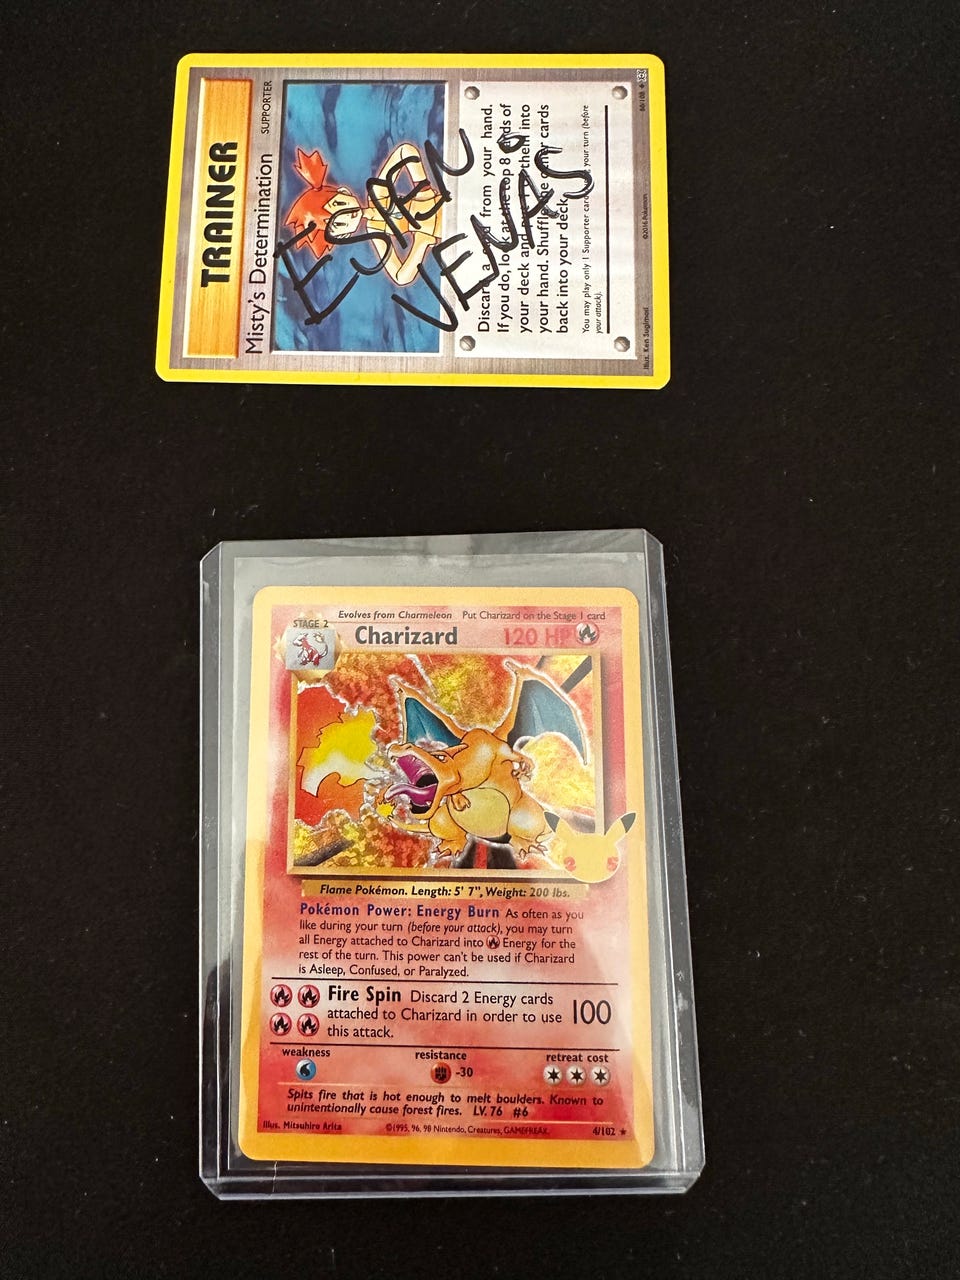 TRAINER
Misty's Determination SUPPORTER
ESPEN
VENÅS
Discard a from your hand.
If you do, look at the top 8 cards of
your deck and put 1 of them into
your hand. Shuffle the other cards
back into your deck.
You may play only 1 Supporter card your turn (before
your attack).
Illus. Ken Sugimori ©2016 Pokémon
Evolves from Charmeleon Put Charizard on the Stage 1 card
STAGE 2
Charizard 120 HP
Flame Pokémon. Length: 5' 7", Weight: 200 lbs.
Pokémon Power: Energy Burn As often as you
like during your turn (before your attack), you may turn
all Energy attached to Charizard into Energy for the
rest of the turn. This power can't be used if Charizard
is Asleep, Confused, or Paralyzed.
Fire Spin Discard 2 Energy cards
attached to Charizard in order to use
this attack.
100
weakness resistance retreat cost
-30
Spits fire that is hot enough to melt boulders. Known to
unintentionally cause forest fires. LV. 76 #6
Illus. Mitsuhiro Arita ©1995, 96, 98 Nintendo, Creatures, GAMEFREAK. 4/102 ★